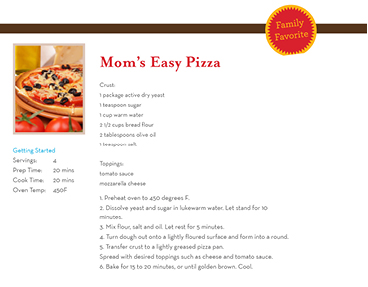 Family
Favorite
Mom's Easy Pizza
Crust:
1 package active dry yeast
1 teaspoon sugar
1 cup warm water
2 1/2 cups bread flour
2 tablespoons olive oil
1 teaspoon salt
Getting Started
Servings: 4
Prep Time: 20 mins
Cook Time: 20 mins
Oven Temp: 450F
Toppings:
tomato sauce
mozzarella cheese
1. Preheat oven to 450 degrees F.
2. Dissolve yeast and sugar in lukewarm water. Let stand for 10
minutes.
3. Mix flour, salt and oil. Let rest for 5 minutes.
4. Turn dough out onto a lightly floured surface and form into a round.
5. Transfer crust to a lightly greased pizza pan.
Spread with desired toppings such as cheese and tomato sauce.
6. Bake for 15 to 20 minutes, or until golden brown. Cool.